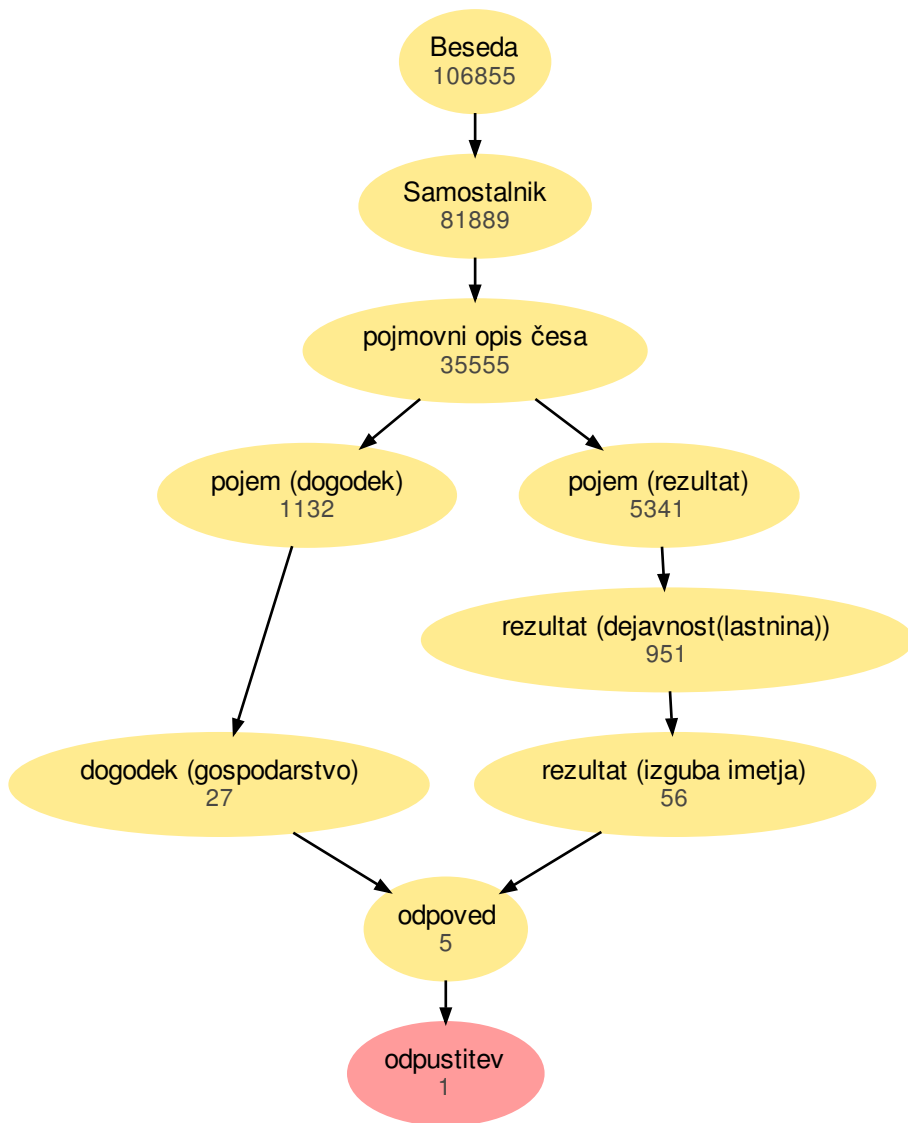 Beseda
106855
Samostalnik
81889
pojmovni opis česa
35555
pojem (dogodek)
1132
pojem (rezultat)
5341
rezultat (dejavnost(lastnina))
951
dogodek (gospodarstvo)
27
rezultat (izguba imetja)
56
odpoved
5
odpustitev
1